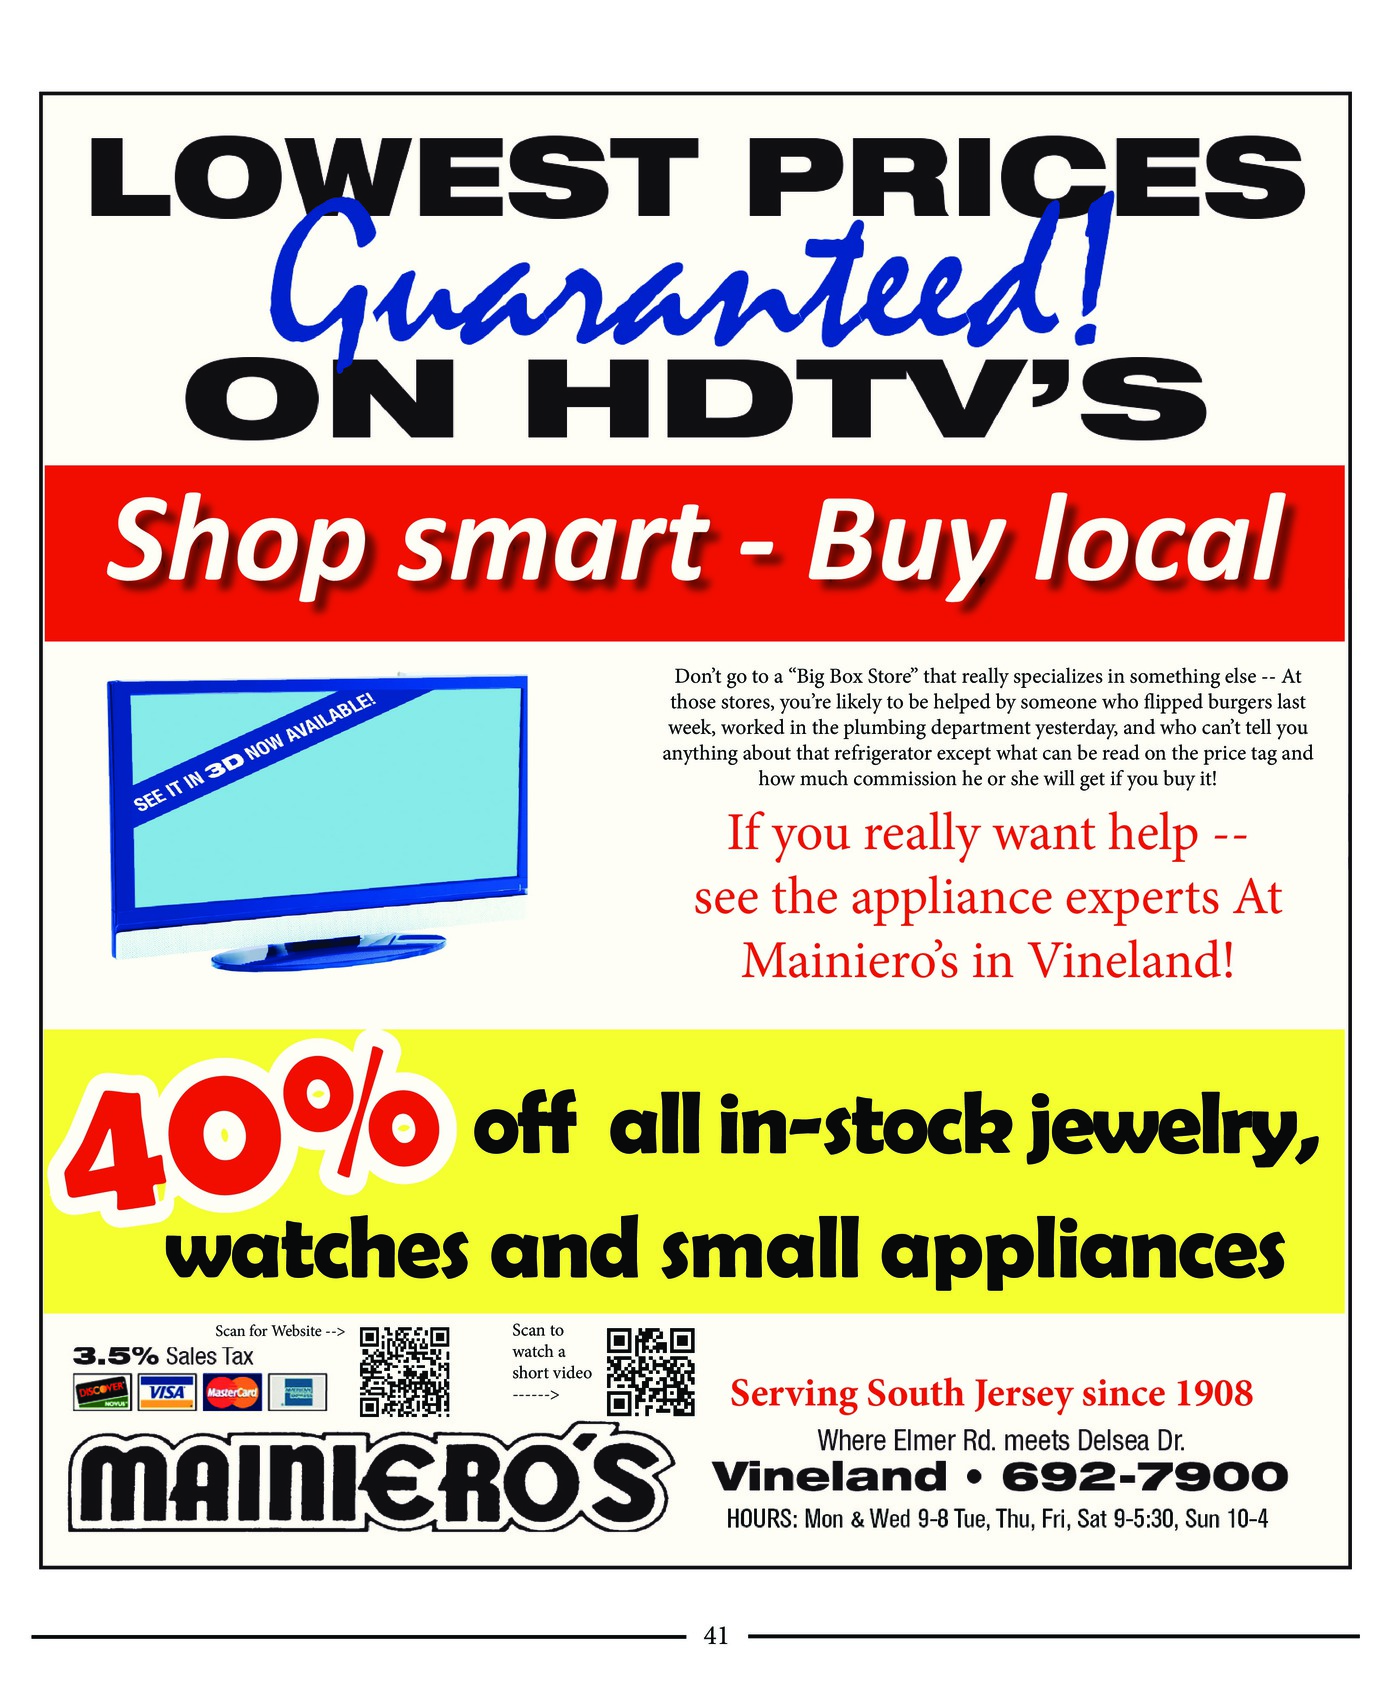 LOWEST PRICES
Guaranteed!
ON HDTV'S
Shop smart - Buy local
SEE IT IN 3D NOW AVAILABLE!
Don't go to a “Big Box Store” that really specializes in something else -- At
those stores, you're likely to be helped by someone who flipped burgers last
week, worked in the plumbing department yesterday, and who can't tell you
anything about that refrigerator except what can be read on the price tag and
how much commission he or she will get if you buy it!
If you really want help --
see the appliance experts At
Mainiero's in Vineland!
40% off all in-stock jewelry,
watches and small appliances
Scan for Website -->
Scan to
watch a
short video
------>
3.5% Sales Tax
DISCOVER
NOVUS
VISA
MasterCard
AMERICAN
EXPRESS
MAINIERO'S
Serving South Jersey since 1908
Where Elmer Rd. meets Delsea Dr.
Vineland • 692-7900
HOURS: Mon & Wed 9-8 Tue, Thu, Fri, Sat 9-5:30, Sun 10-4
41